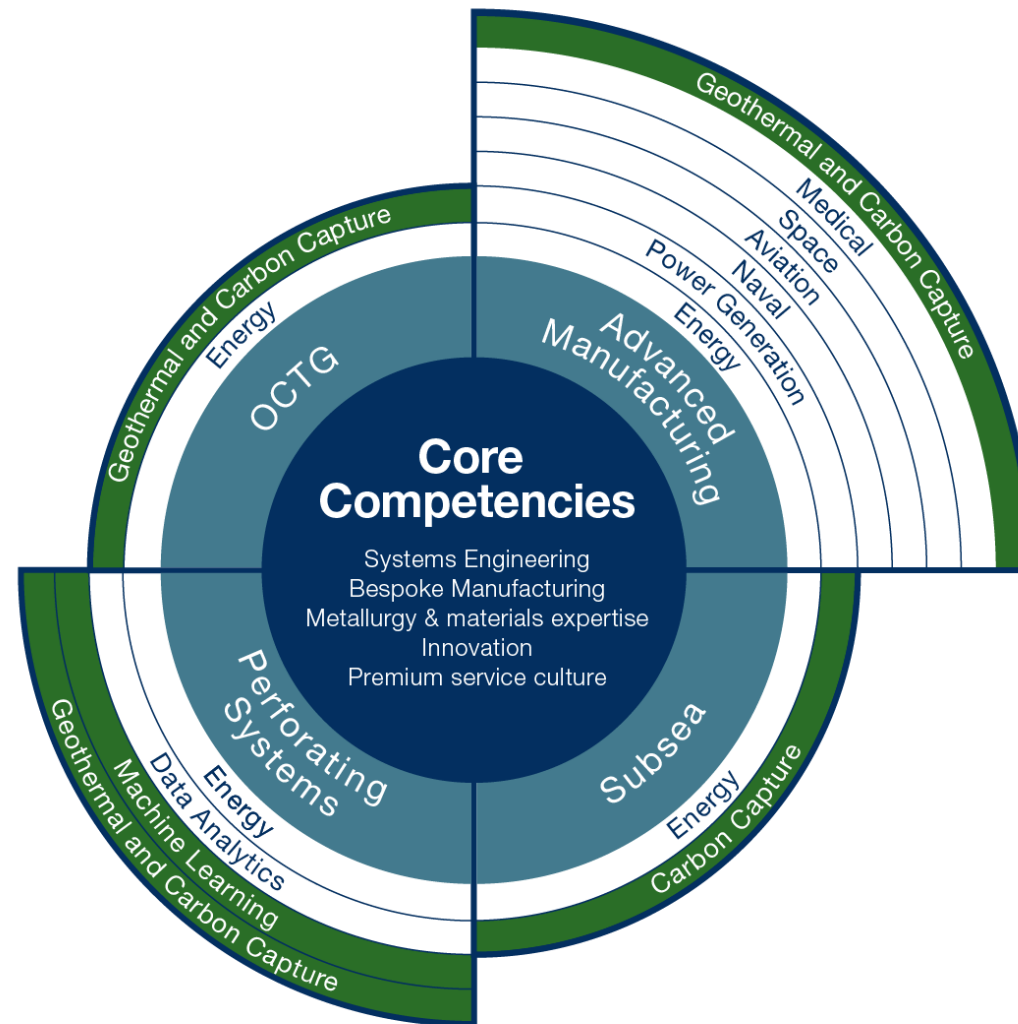 Core
Competencies
Systems Engineering
Bespoke Manufacturing
Metallurgy & materials expertise
Innovation
Premium service culture
OCTG
Energy
Geothermal and Carbon Capture
Advanced
Manufacturing
Energy
Power Generation
Naval
Aviation
Space
Medical
Geothermal and Carbon Capture
Subsea
Energy
Carbon Capture
Perforating
Systems
Energy
Data Analytics
Machine Learning
Geothermal and Carbon Capture